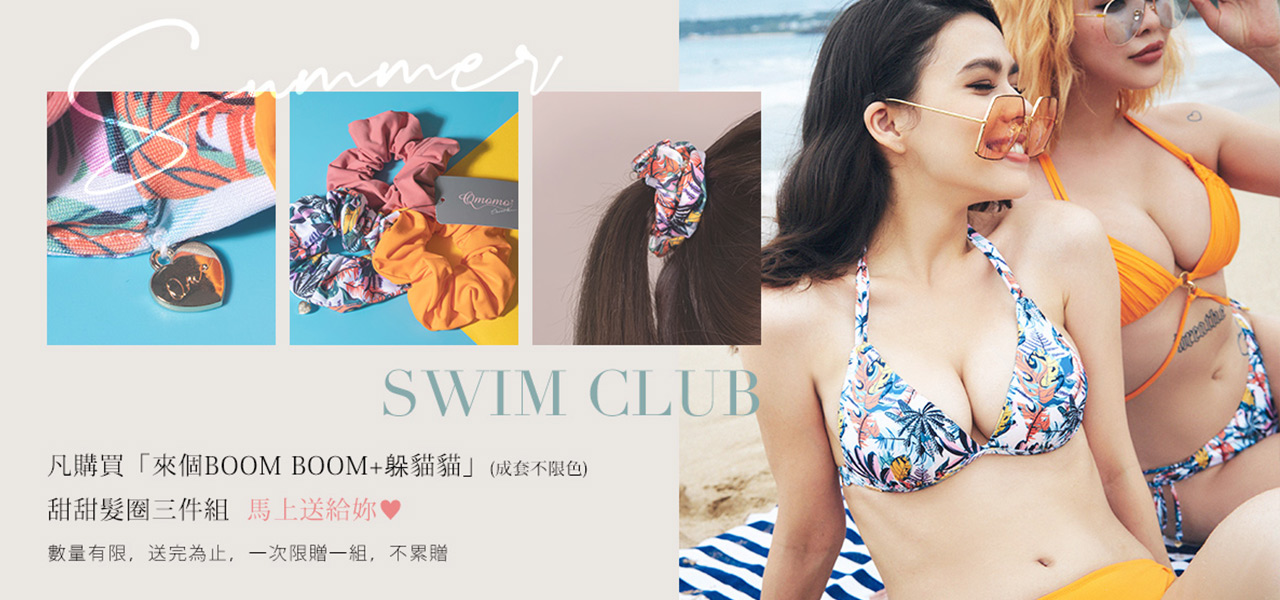 Summer
Qmomo
SWIM CLUB
凡購買「來個BOOM BOOM+躲貓貓」(成套不限色)
甜甜髮圈三件組 馬上送給妳♥
數量有限, 送完為止, 一次限贈一組, 不累贈